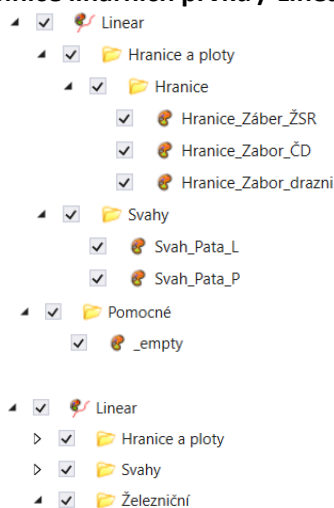 Linear
Hranice a ploty
Hranice
Hranice_Záber_ŽSR
Hranice_Zabor_ČD
Hranice_Zabor_drazni
Svahy
Svah_Pata_L
Svah_Pata_P
Pomocné
_empty
Linear
Hranice a ploty
Svahy
Železniční